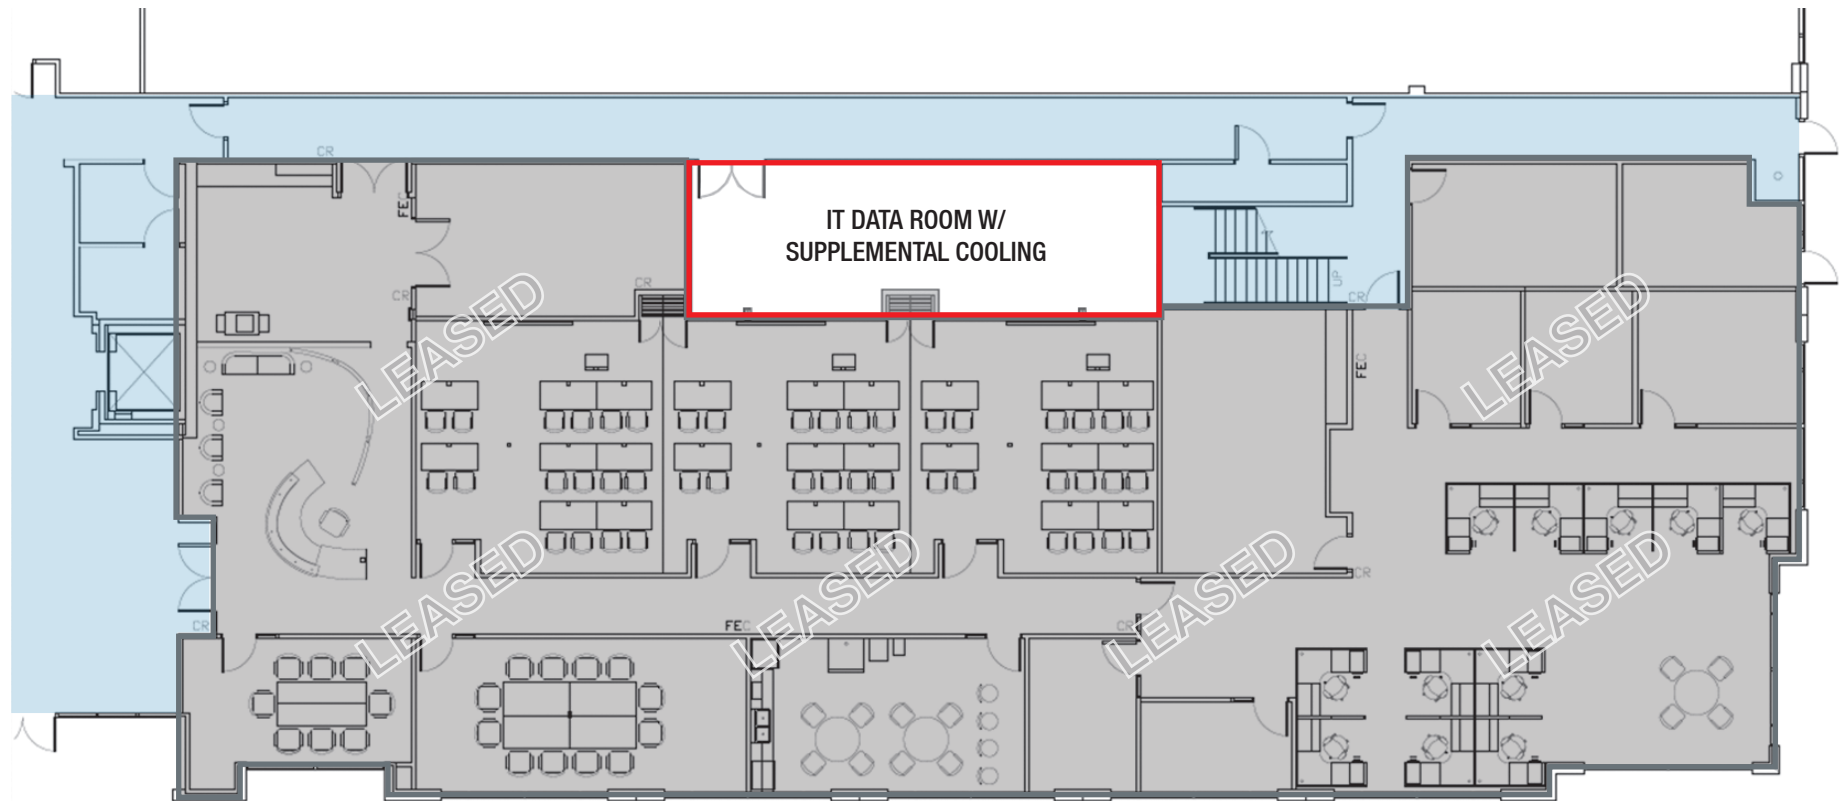 CR
FEC
IT DATA ROOM W/
SUPPLEMENTAL COOLING
UP
CR
CR
CR
LEASED
LEASED
FEC
LEASED
LEASED
LEASED
LEASED
CR
CR
FEC
CR